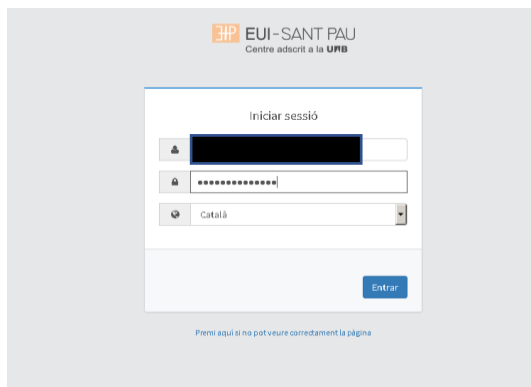 EUI-SANT PAU
Centre adscrit a la UAB
Iniciar sessió
••••••••••••••
Català
Entrar
Premi aquí si no pot veure correctament la pàgina